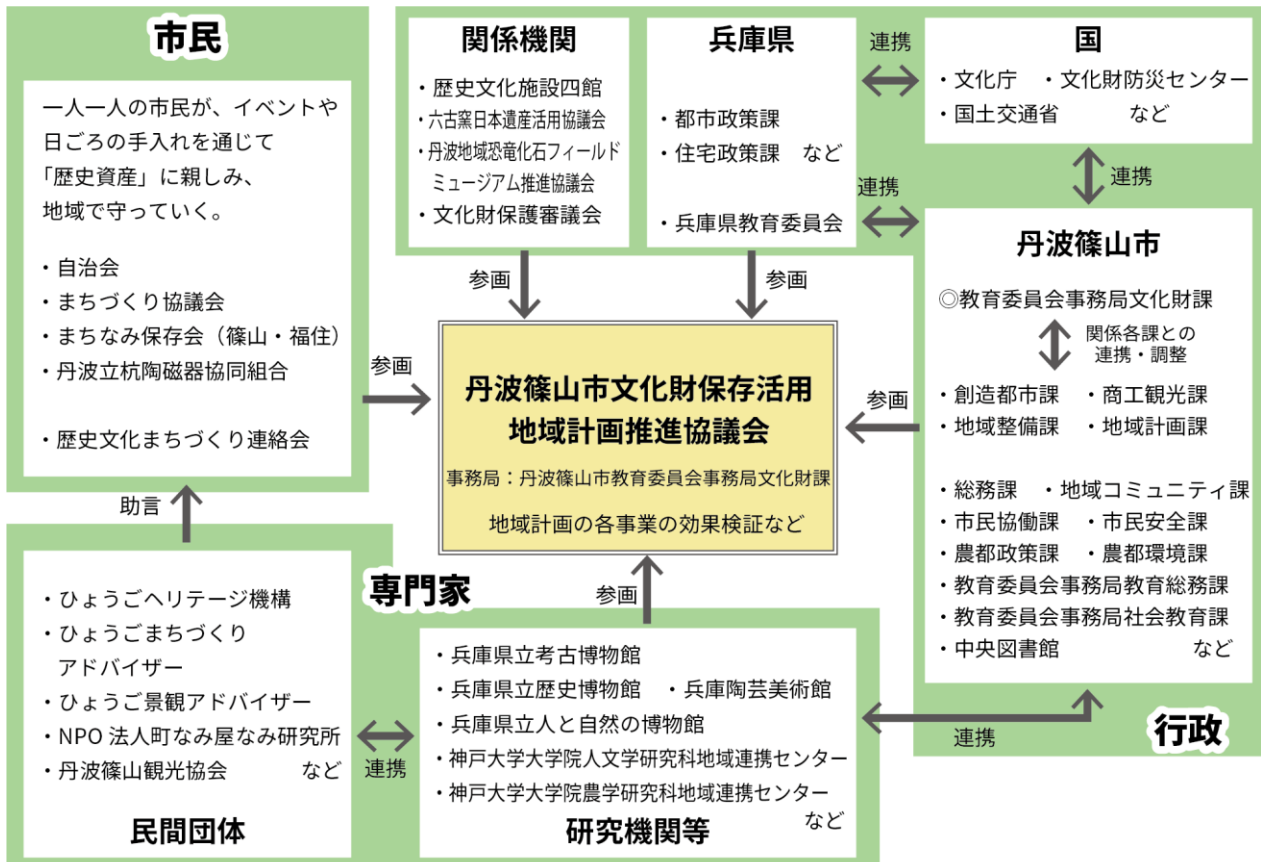 市民
一人一人の市民が、イベントや
日ごろの手入れを通じて
「歴史資産」に親しみ、
地域で守っていく。
・自治会
・まちづくり協議会
・まちなみ保存会（篠山・福住）
・丹波立杭陶磁器協同組合
・歴史文化まちづくり連絡会
関係機関
・歴史文化施設四館
・六古窯日本遺産活用協議会
・丹波地域恐竜化石フィールド
ミュージアム推進協議会
・文化財保護審議会
兵庫県
・都市政策課
・住宅政策課　など
・兵庫県教育委員会
連携
連携
国
・文化庁　・文化財防災センター
・国土交通省　など
連携
丹波篠山市
◎教育委員会事務局文化財課
関係各課との
連携・調整
・創造都市課　・商工観光課
・地域整備課　・地域計画課
・総務課　・地域コミュニティ課
・市民協働課　・市民安全課
・農都政策課　・農都環境課
・教育委員会事務局教育総務課
・教育委員会事務局社会教育課
・中央図書館　など
行政
参画
参画
参画
参画
丹波篠山市文化財保存活用
地域計画推進協議会
事務局：丹波篠山市教育委員会事務局文化財課
地域計画の各事業の効果検証など
助言
専門家
参画
・ひょうごヘリテージ機構
・ひょうごまちづくり
アドバイザー
・ひょうご景観アドバイザー
・NPO 法人町なみ屋なみ研究所
・丹波篠山観光協会　など
民間団体
連携
・兵庫県立考古博物館
・兵庫県立歴史博物館　・兵庫陶芸美術館
・兵庫県立人と自然の博物館
・神戸大学大学院人文学研究科地域連携センター
・神戸大学大学院農学研究科地域連携センター
など
研究機関等
連携